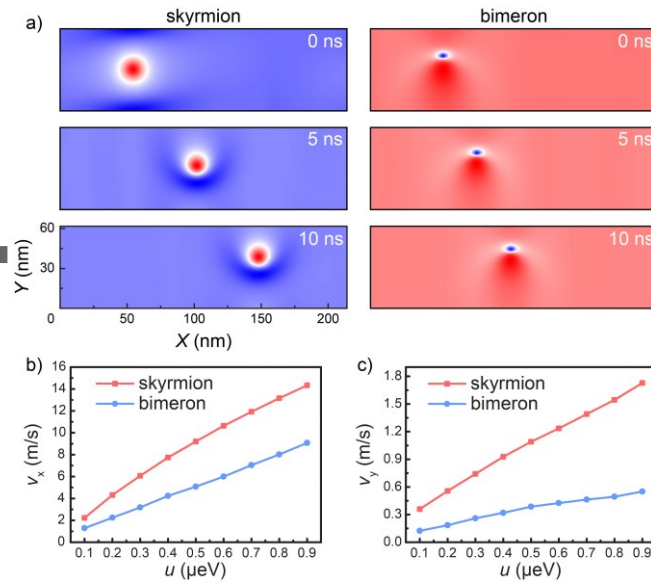 a) skyrmion bimeron
0 ns 0 ns
5 ns 5 ns
10 ns 10 ns
60
30
0
Y (nm)
0 50 100 150 200
X (nm)
b)
16
14
12
10
8
6
4
2
0
vx (m/s)
skyrmion
bimeron
0.1 0.2 0.3 0.4 0.5 0.6 0.7 0.8 0.9
u (μeV)
c)
1.8
1.5
1.2
0.9
0.6
0.3
0.0
vy (m/s)
skyrmion
bimeron
0.1 0.2 0.3 0.4 0.5 0.6 0.7 0.8 0.9
u (μeV)